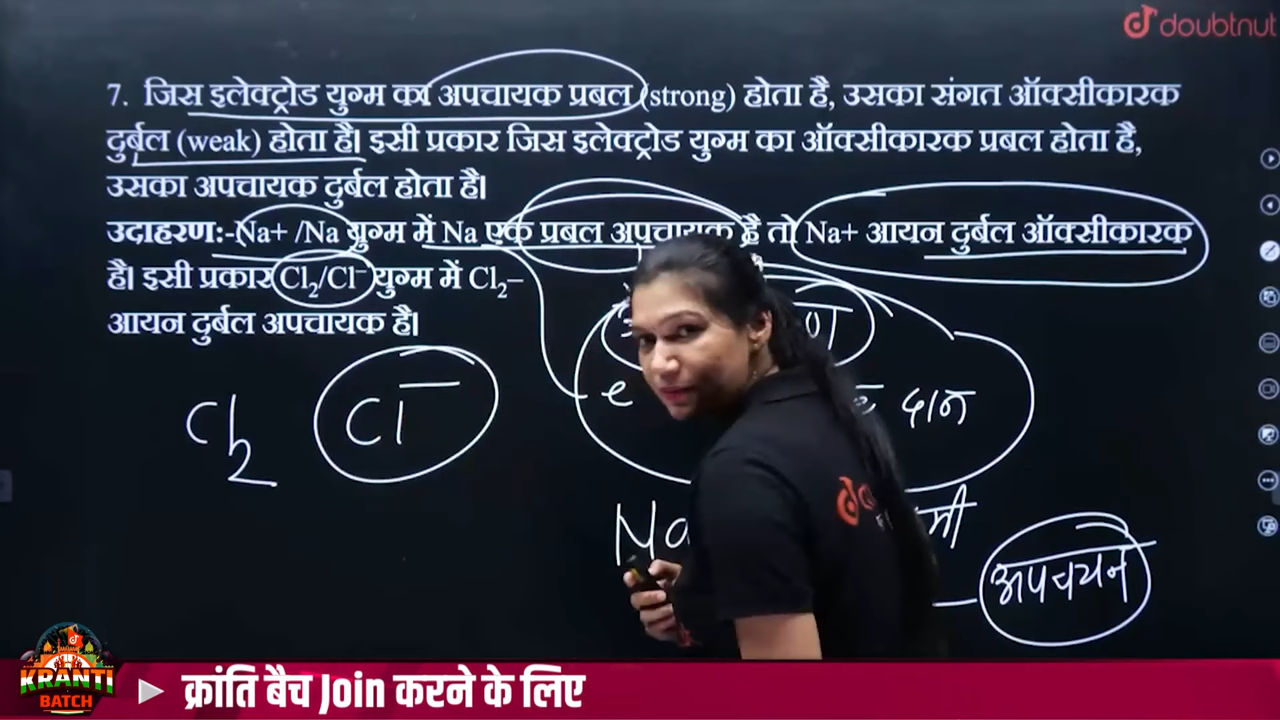 doubtnut
7. जिस इलेक्ट्रोड युग्म का अपचायक प्रबल (strong) होता है, उसका संगत ऑक्सीकारक
दुर्बल (weak) होता है। इसी प्रकार जिस इलेक्ट्रोड युग्म का ऑक्सीकारक प्रबल होता है,
उसका अपचायक दुर्बल होता है।
उदाहरण:-Na+ /Na युग्म में Na एक प्रबल अपचायक है तो Na+ आयन दुर्बल ऑक्सीकारक
है। इसी प्रकार Cl₂/Cl⁻ युग्म में Cl₂–
आयन दुर्बल अपचायक है।
e दान
Cl₂ Cl⁻
Na
अपचयन
KRANTI
BATCH
क्रांति बैच Join करने के लिए